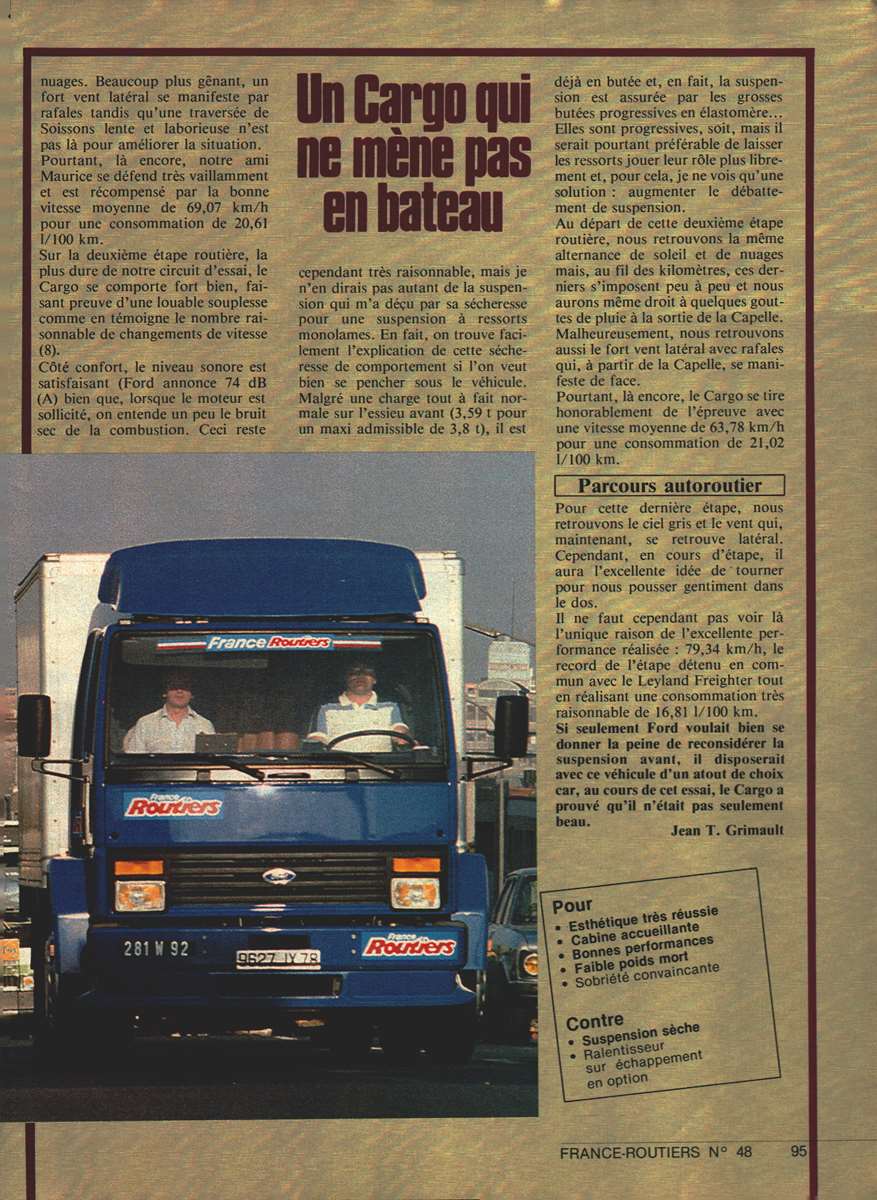 nuages. Beaucoup plus gênant, un
fort vent latéral se manifeste par
rafales tandis qu'une traversée de
Soissons lente et laborieuse n'est
pas là pour améliorer la situation.
Pourtant, là encore, notre ami
Maurice se défend très vaillamment
et est récompensé par la bonne
vitesse moyenne de 69,07 km/h
pour une consommation de 20,61
l/100 km.
Sur la deuxième étape routière, la
plus dure de notre circuit d'essai, le
Cargo se comporte fort bien, fai-
sant preuve d'une louable souplesse
comme en témoigne le nombre rai-
sonnable de changements de vitesse
(8).
Côté confort, le niveau sonore est
satisfaisant (Ford annonce 74 dB
(A) bien que, lorsque le moteur est
sollicité, on entende un peu le bruit
sec de la combustion. Ceci reste
Un Cargo qui
ne mène pas
en bateau
cependant très raisonnable, mais je
n'en dirais pas autant de la suspen-
sion qui m'a déçu par sa sécheresse
pour une suspension à ressorts
monolames. En fait, on trouve faci-
lement l'explication de cette séche-
resse de comportement si l'on veut
bien se pencher sous le véhicule.
Malgré une charge tout à fait nor-
male sur l'essieu avant (3,59 t pour
un maxi admissible de 3,8 t), il est
déjà en butée et, en fait, la suspen-
sion est assurée par les grosses
butées progressives en élastomère...
Elles sont progressives, soit, mais il
serait pourtant préférable de laisser
les ressorts jouer leur rôle plus libre-
ment et, pour cela, je ne vois qu'une
solution : augmenter le débatte-
ment de suspension.
Au départ de cette deuxième étape
routière, nous retrouvons la même
alternance de soleil et de nuages
mais, au fil des kilomètres, ces der-
niers s'imposent peu à peu et nous
aurons même droit à quelques gout-
tes de pluie à la sortie de la Capelle.
Malheureusement, nous retrouvons
aussi le fort vent latéral avec rafales
qui, à partir de la Capelle, se mani-
feste de face.
Pourtant, là encore, le Cargo se tire
honorablement de l'épreuve avec
une vitesse moyenne de 63,78 km/h
pour une consommation de 21,02
l/100 km.
Parcours autoroutier
Pour cette dernière étape, nous
retrouvons le ciel gris et le vent qui,
maintenant, se retrouve latéral.
Cependant, en cours d'étape, il
aura l'excellente idée de tourner
pour nous pousser gentiment dans
le dos.
Il ne faut cependant pas voir là
l'unique raison de l'excellente per-
formance réalisée : 79,34 km/h, le
record de l'étape détenu en com-
mun avec le Leyland Freighter tout
en réalisant une consommation très
raisonnable de 16,81 l/100 km.
Si seulement Ford voulait bien se
donner la peine de reconsidérer la
suspension avant, il disposerait
avec ce véhicule d'un atout de choix
car, au cours de cet essai, le Cargo a
prouvé qu'il n'était pas seulement
beau.
Jean T. Grimault
France Routiers
France
Routiers
Ford
281 W 92
9627 JX 78
France
Routiers
Pour
• Esthétique très réussie
• Cabine accueillante
• Bonnes performances
• Faible poids mort
• Sobriété convaincante
Contre
• Suspension sèche
• Ralentisseur
sur échappement
en option
FRANCE-ROUTIERS N° 48 95